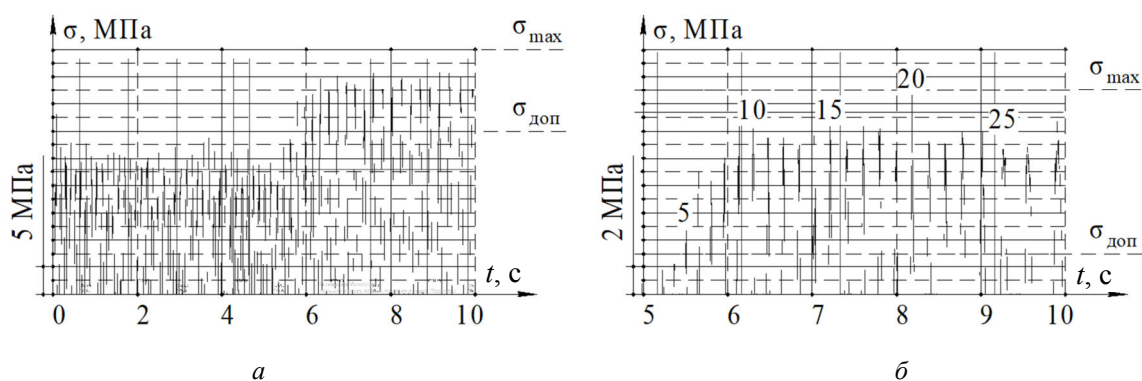 σ, МПа
σmax
σдоп
5 МПа
t, с
0 2 4 6 8 10
а
σ, МПа
20
σmax
10 15
25
5
2 МПа
σдоп
t, с
5 6 7 8 9 10
б